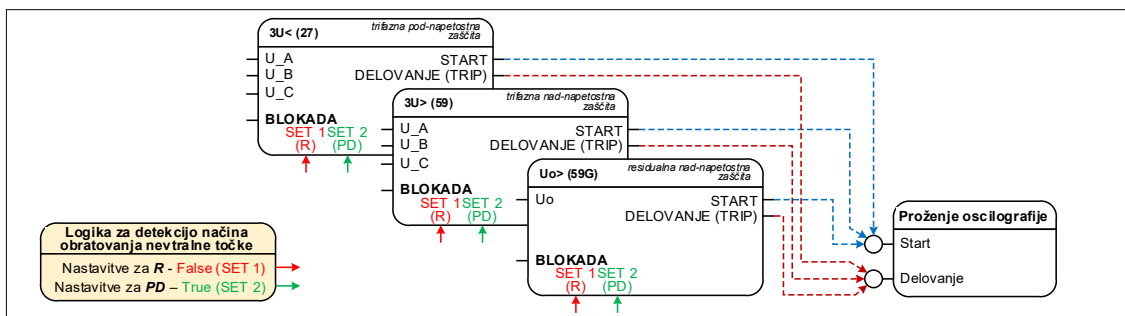 3U< (27)
trifazna pod-napetostna
zaščita
U_A
U_B
U_C
START
DELOVANJE (TRIP)
BLOKADA
SET 1 SET 2
(R) (PD)
3U> (59)
trifazna nad-napetostna
zaščita
U_A
U_B
U_C
START
DELOVANJE (TRIP)
BLOKADA
SET 1 SET 2
(R) (PD)
Uo> (59G)
residualna nad-napetostna
zaščita
Uo
START
DELOVANJE (TRIP)
BLOKADA
SET 1 SET 2
(R) (PD)
Logika za detekcijo načina
obratovanja nevtralne točke
Nastavitve za R - False (SET 1)
Nastavitve za PD – True (SET 2)
Proženje oscilografije
Start
Delovanje